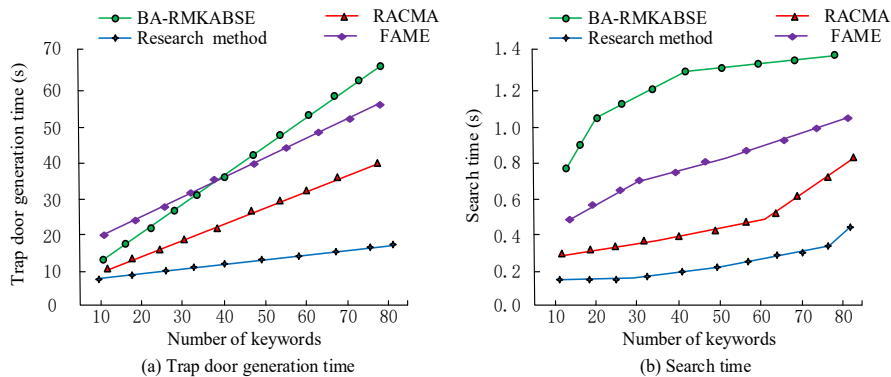 BA-RMKABSE
RACMA
Research method
FAME
Trap door generation time (s)
70
60
50
40
30
20
10
0
10 20 30 40 50 60 70 80
Number of keywords
(a) Trap door generation time
BA-RMKABSE
RACMA
Research method
FAME
Search time (s)
1.4
1.2
1.0
0.8
0.6
0.4
0.2
0.0
10 20 30 40 50 60 70 80
Number of keywords
(b) Search time